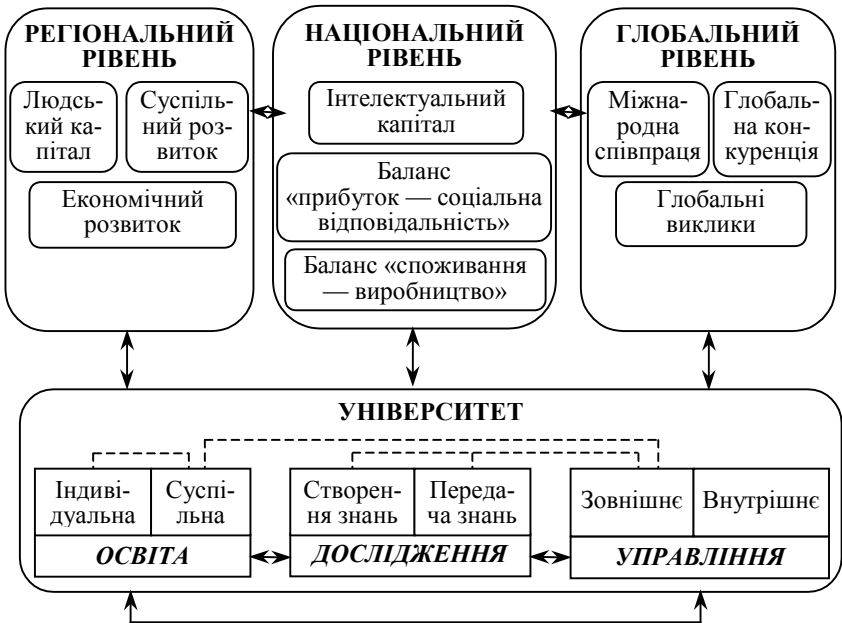 РЕГІОНАЛЬНИЙ
РІВЕНЬ
Людсь-
кий ка-
пітал
Суспіль-
ний роз-
виток
Економічний
розвиток
НАЦІОНАЛЬНИЙ
РІВЕНЬ
Інтелектуальний
капітал
Баланс
«прибуток — соціальна
відповідальність»
Баланс «споживання
— виробництво»
ГЛОБАЛЬНИЙ
РІВЕНЬ
Міжна-
родна
співпраця
Глобаль-
на кон-
куренція
Глобальні
виклики
УНІВЕРСИТЕТ
Індиві-
дуальна
Суспі-
льна
ОСВІТА
Створен-
ня знань
Переда-
ча знань
ДОСЛІДЖЕННЯ
Зовнішнє
Внутрішнє
УПРАВЛІННЯ